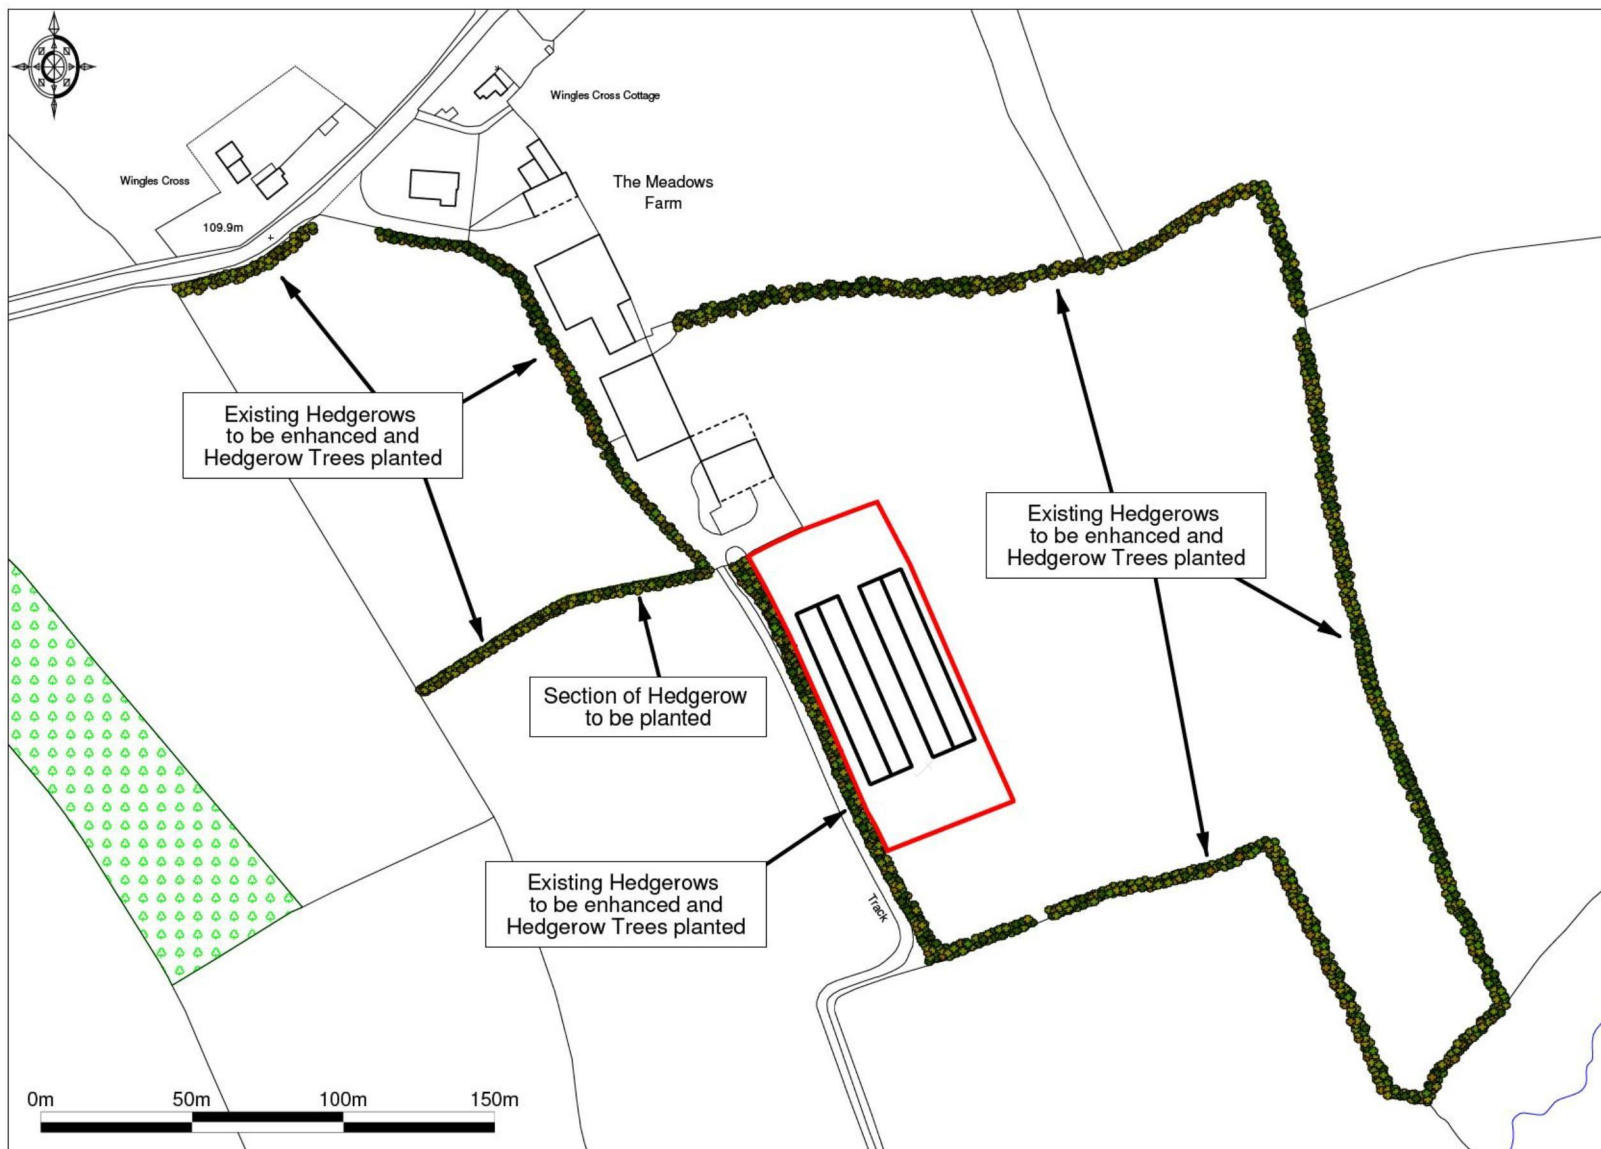 Wingles Cross Cottage
Wingles Cross
The Meadows
Farm
109.9m
Existing Hedgerows
to be enhanced and
Hedgerow Trees planted
Existing Hedgerows
to be enhanced and
Hedgerow Trees planted
Section of Hedgerow
to be planted
Existing Hedgerows
to be enhanced and
Hedgerow Trees planted
Track
0m 50m 100m 150m